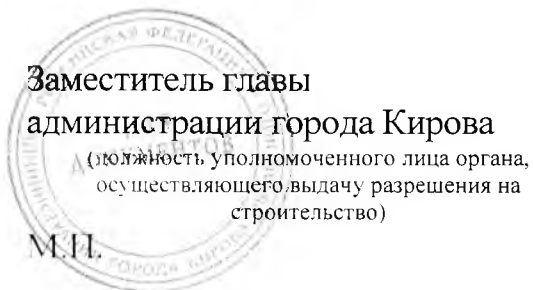 Заместитель главы
администрации города Кирова
(должность уполномоченного лица органа,
осуществляющего выдачу разрешения на
строительство)
М.П.